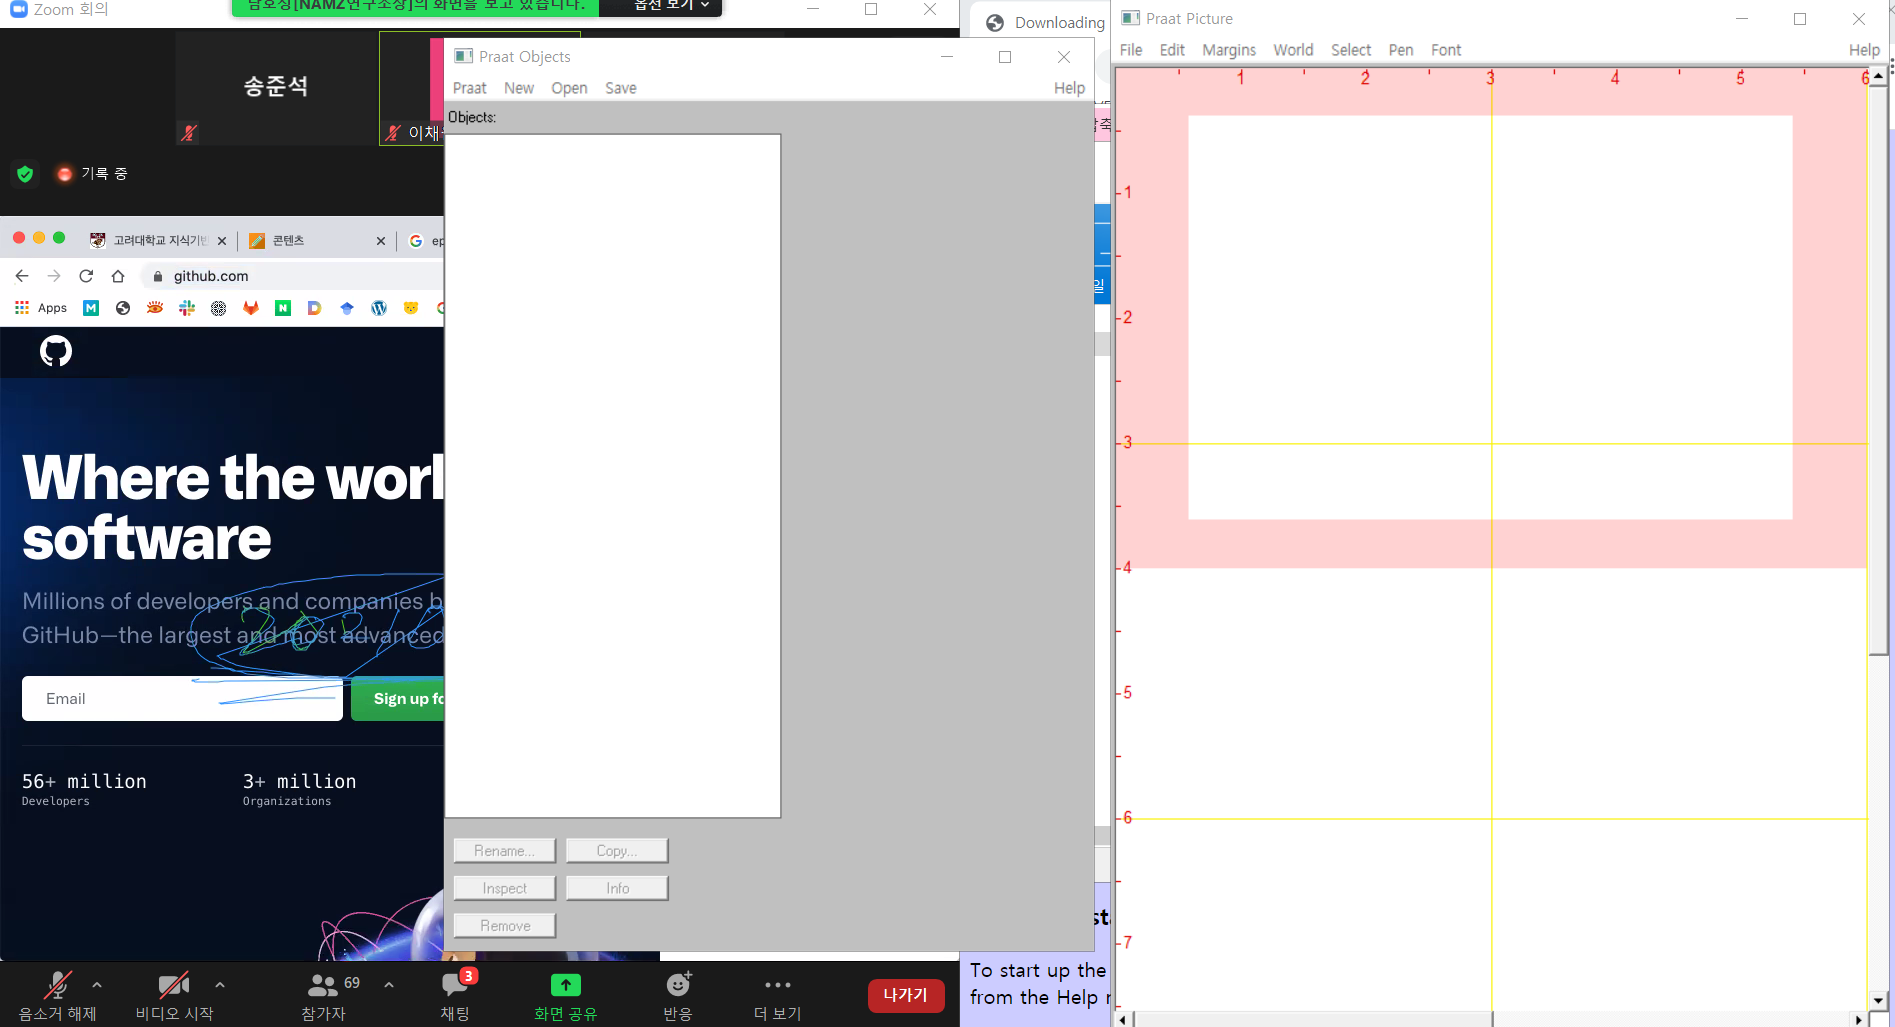 Zoom 회의
남호성[NAMZ연구소장]의 화면을 보고 있습니다.
옵션 보기
송준석
이채
기록 중
고려대학교 지식기반
콘텐츠
ep
github.com
Apps
Where the worl
software
Millions of developers and companies b
GitHub—the largest and most advanced
Email
Sign up fo
56+ million
Developers
3+ million
Organizations
음소거 해제
비디오 시작
참가자
69
채팅
3
화면 공유
반응
더 보기
나가기
Praat Objects
Praat New Open Save Help
Objects:
Rename... Copy...
Inspect Info
Remove
Downloading
일
To start up the
from the Help
Praat Picture
File Edit Margins World Select Pen Font Help
1 2 3 4 5 6
1
2
3
4
5
6
7